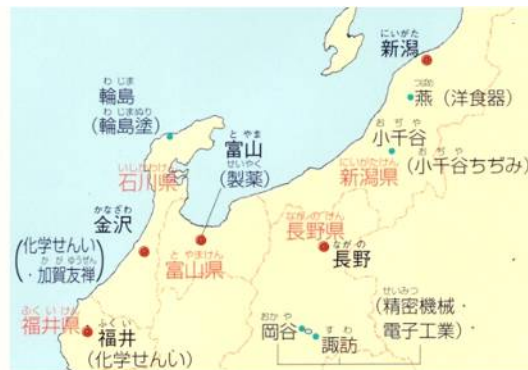 にいがた
新潟
つばめ
燕（洋食器）
わじま
輪島
わじまぬり
（輪島塗）
おぢや
小千谷
（小千谷ちぢみ）
とやま
富山
せいやく
（製薬）
いしかわけん
石川県
にいがたけん
新潟県
かなざわ
金沢
（化学せんい
かがゆうぜん
・加賀友禅）
ながのけん
長野県
ながの
長野
とやまけん
富山県
ふくいけん
福井県
ふくい
福井
（化学せんい）
おかや
岡谷
すわ
諏訪
せいみつ
（精密機械・
電子工業）